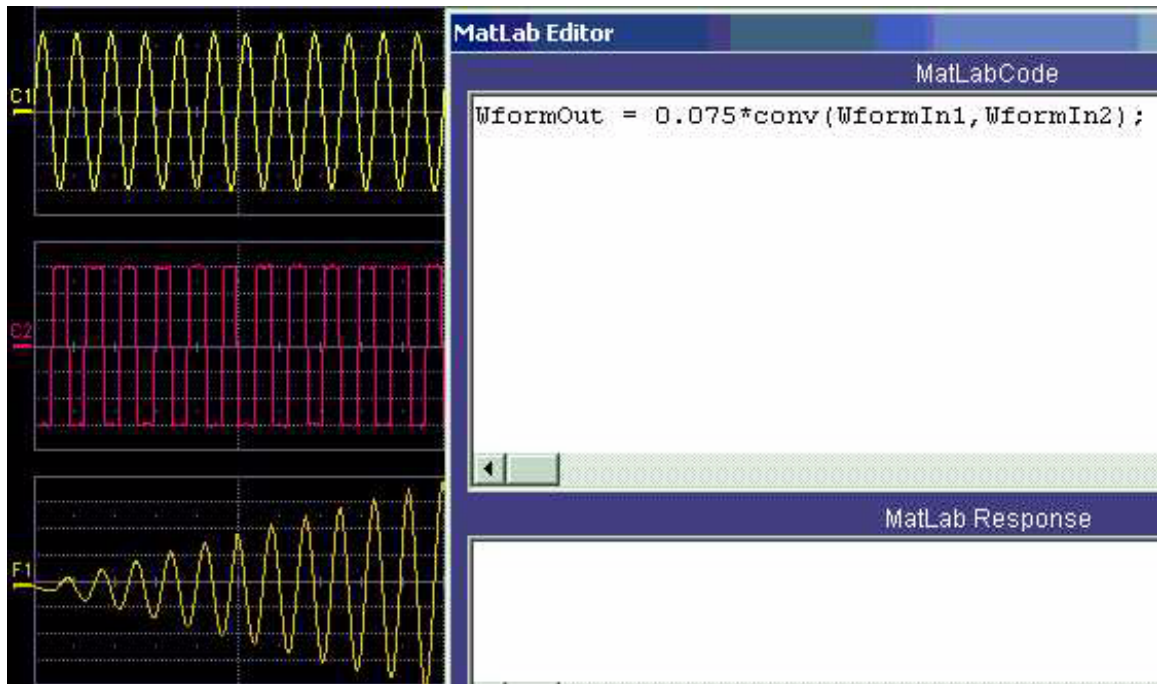 MatLab Editor
MatLabCode
C1
WformOut = 0.075*conv(WformIn1,WformIn2);
C2
MatLab Response
F1